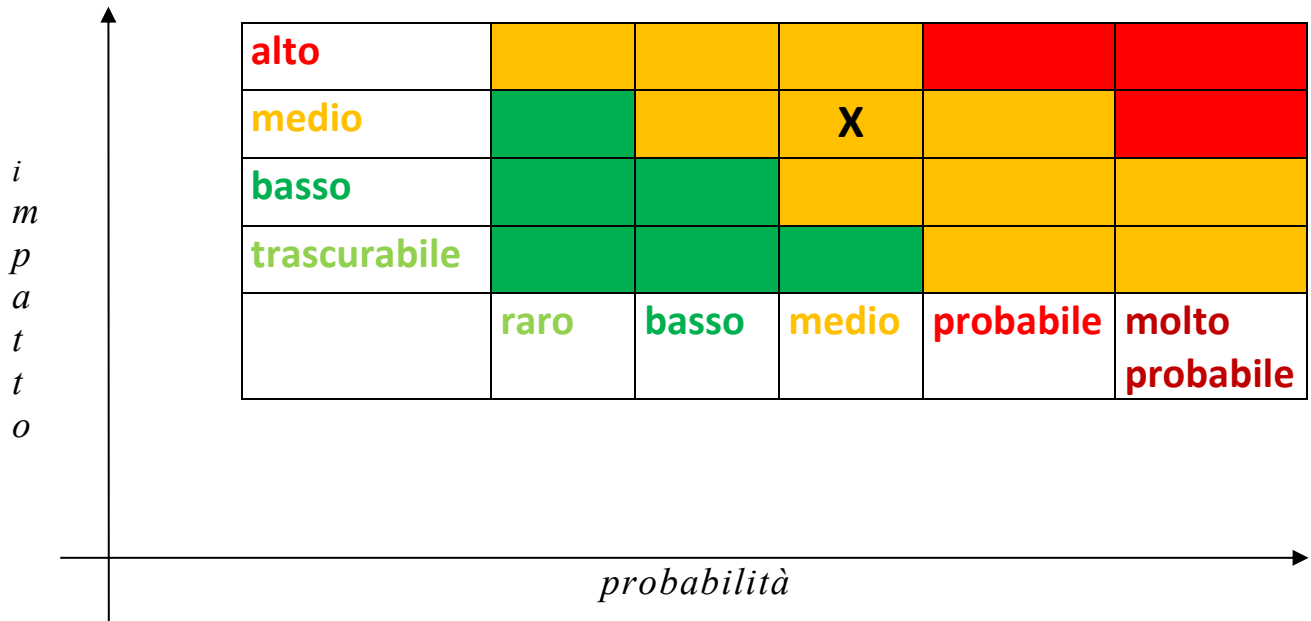 alto
medio X
basso
trascurabile
raro basso medio probabile molto
probabile
i
m
p
a
t
t
o
probabilità